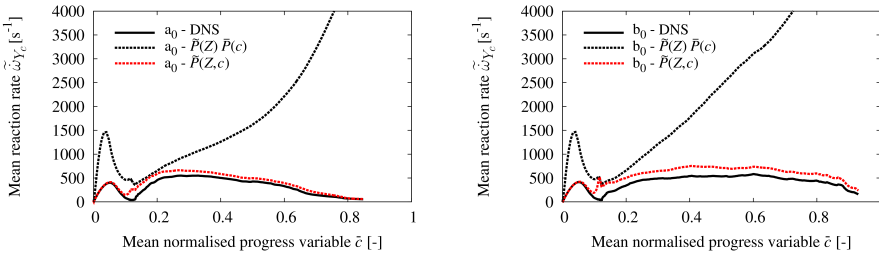 Mean reaction rate ω̇̃_{Y_c} [s⁻¹]
4000
3500
3000
2500
2000
1500
1000
500
0
a₀ - DNS
a₀ - P̃(Z) P̄(c)
a₀ - P̃(Z,c)
0 0.2 0.4 0.6 0.8 1
Mean normalised progress variable c̄ [-]
Mean reaction rate ω̇̃_{Y_c} [s⁻¹]
4000
3500
3000
2500
2000
1500
1000
500
0
b₀ - DNS
b₀ - P̃(Z) P̄(c)
b₀ - P̃(Z,c)
0 0.2 0.4 0.6 0.8
Mean normalised progress variable c̄ [-]